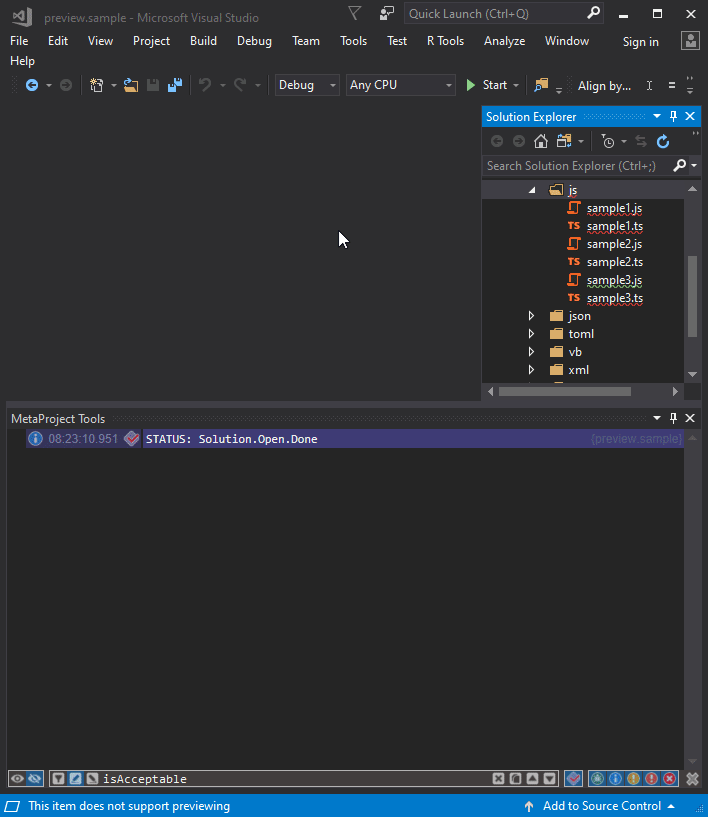 preview.sample - Microsoft Visual Studio
Quick Launch (Ctrl+Q)
File Edit View Project Build Debug Team Tools Test R Tools Analyze Window Sign in
Help
Debug Any CPU Start Align by...
Solution Explorer
Search Solution Explorer (Ctrl+;)
js
sample1.js
TS sample1.ts
sample2.js
TS sample2.ts
sample3.js
TS sample3.ts
json
toml
vb
xml
MetaProject Tools
08:23:10.951 STATUS: Solution.Open.Done {preview.sample}
isAcceptable
This item does not support previewing Add to Source Control